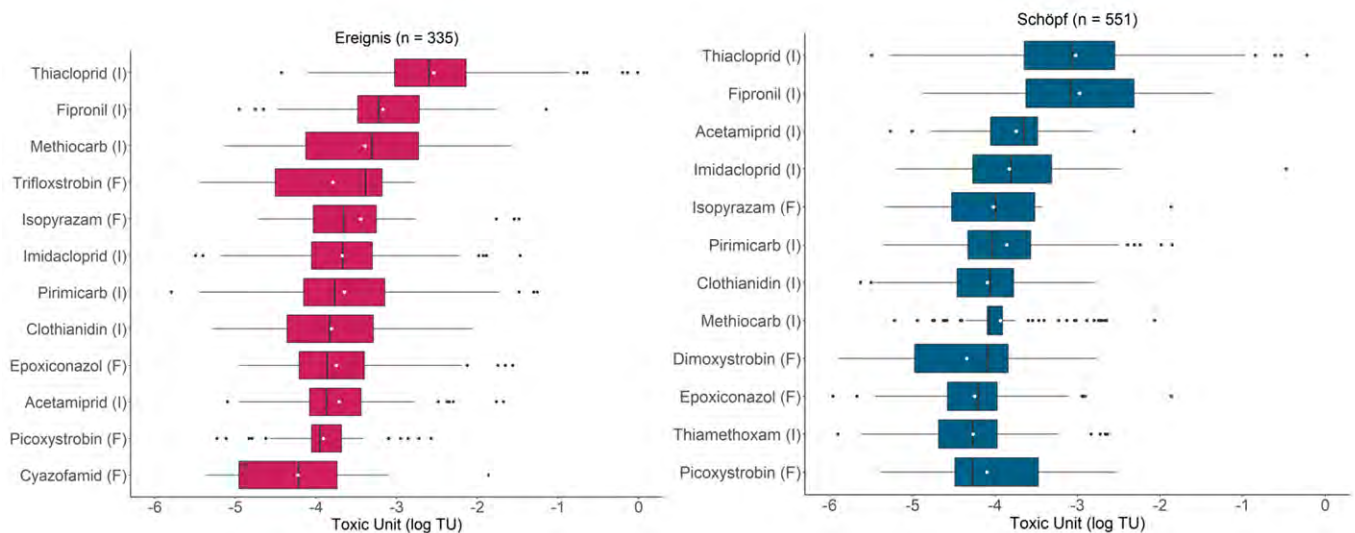 Ereignis (n = 335)
Thiacloprid (I)
Fipronil (I)
Methiocarb (I)
Trifloxstrobin (F)
Isopyrazam (F)
Imidacloprid (I)
Pirimicarb (I)
Clothianidin (I)
Epoxiconazol (F)
Acetamiprid (I)
Picoxystrobin (F)
Cyazofamid (F)
-6 -5 -4 -3 -2 -1 0
Toxic Unit (log TU)
Schöpf (n = 551)
Thiacloprid (I)
Fipronil (I)
Acetamiprid (I)
Imidacloprid (I)
Isopyrazam (F)
Pirimicarb (I)
Clothianidin (I)
Methiocarb (I)
Dimoxystrobin (F)
Epoxiconazol (F)
Thiamethoxam (I)
Picoxystrobin (F)
-6 -5 -4 -3 -2 -1 0
Toxic Unit (log TU)